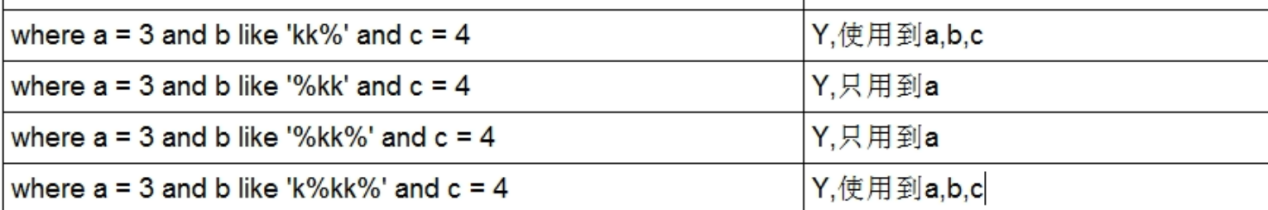 where a = 3 and b like 'kk%' and c = 4 Y,使用到a,b,c
where a = 3 and b like '%kk' and c = 4 Y,只用到a
where a = 3 and b like '%kk%' and c = 4 Y,只用到a
where a = 3 and b like 'k%kk%' and c = 4 Y,使用到a,b,c